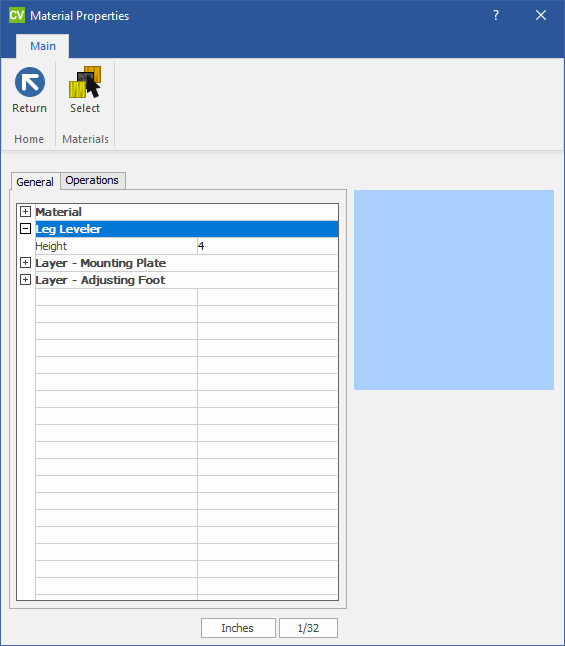 CV Material Properties ?
Main
Return Select
Home Materials
General Operations
Material
Leg Leveler
Height 4
Layer - Mounting Plate
Layer - Adjusting Foot
Inches 1/32